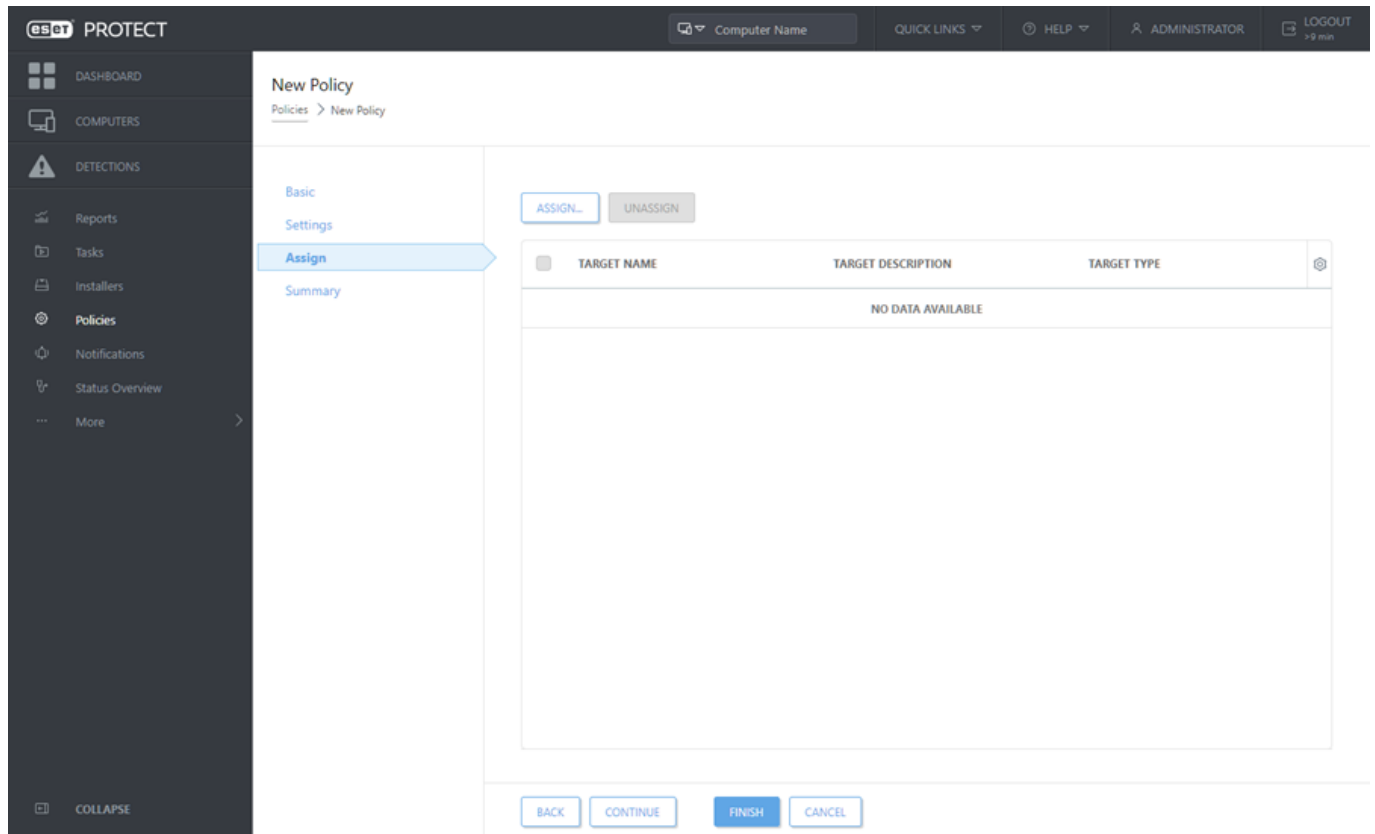 eset PROTECT
Computer Name
QUICK LINKS
HELP
ADMINISTRATOR
LOGOUT
>9 min
DASHBOARD
COMPUTERS
DETECTIONS
Reports
Tasks
Installers
Policies
Notifications
Status Overview
More
COLLAPSE
New Policy
Policies > New Policy
Basic
Settings
Assign
Summary
ASSIGN...
UNASSIGN
TARGET NAME TARGET DESCRIPTION TARGET TYPE
NO DATA AVAILABLE
BACK CONTINUE FINISH CANCEL